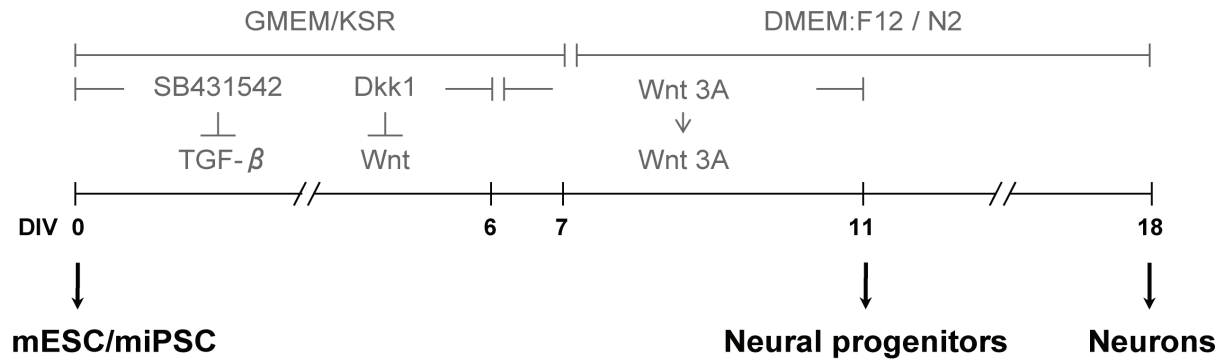 GMEM/KSR DMEM:F12 / N2
SB431542 Dkk1 Wnt 3A
TGF-β Wnt Wnt 3A
DIV 0 6 7 11 18
mESC/miPSC Neural progenitors Neurons